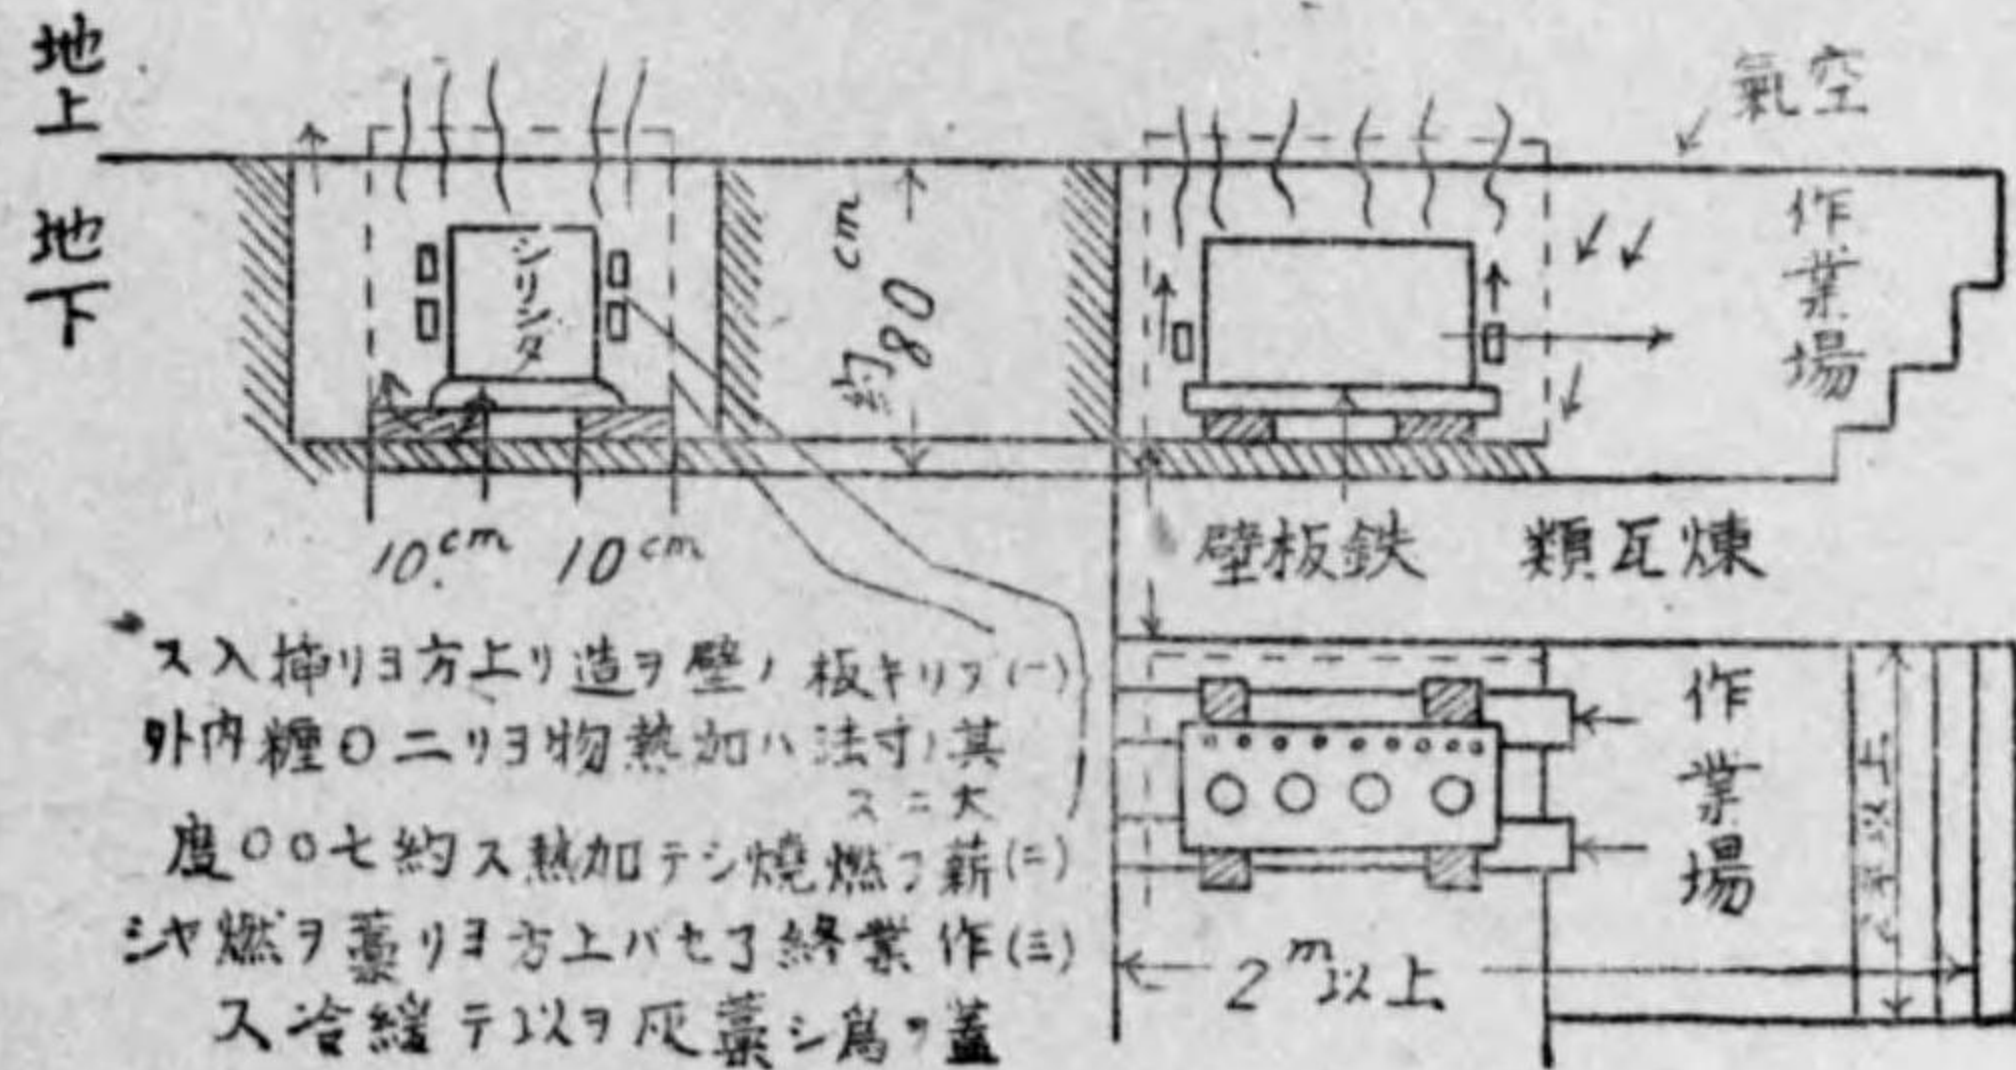 地上
地下
空氣
シリンダ
約80cm
作業場
10cm
10cm
鉄板壁
煉瓦類
(一)ブリキ板ノ壁ヲ造リ上方ヨリ挿入ス
其ノ寸法ハ加熱物ヨリ二〇糎内外
大ニス
(二)薪ヲ燃燒シテ加熱ス約七〇〇度
(三)作業終了セバ上方ヨリ藁ヲ燃ヤシ
蓋ヲ為シ藁灰ヲ以テ緩冷ス
作業場
以上
2m以上